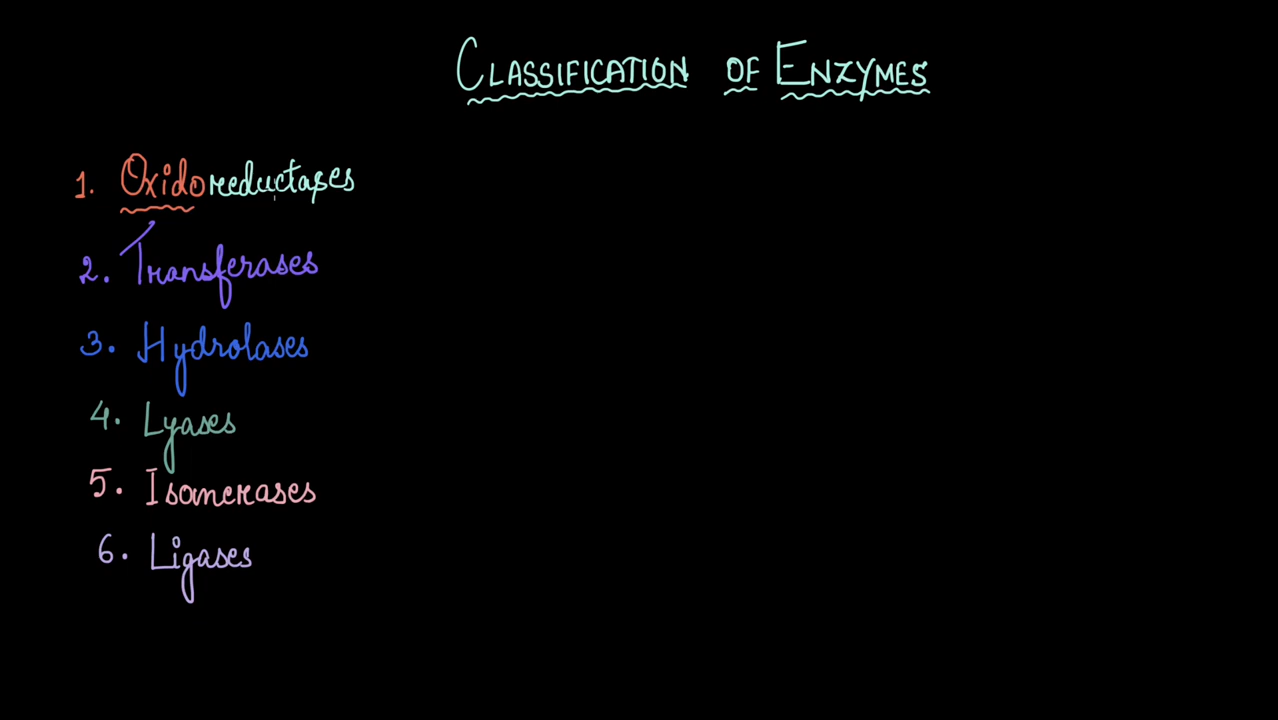 CLASSIFICATION OF ENZYMES
1. Oxidoreductases
2. Transferases
3. Hydrolases
4. Lyases
5. Isomerases
6. Ligases